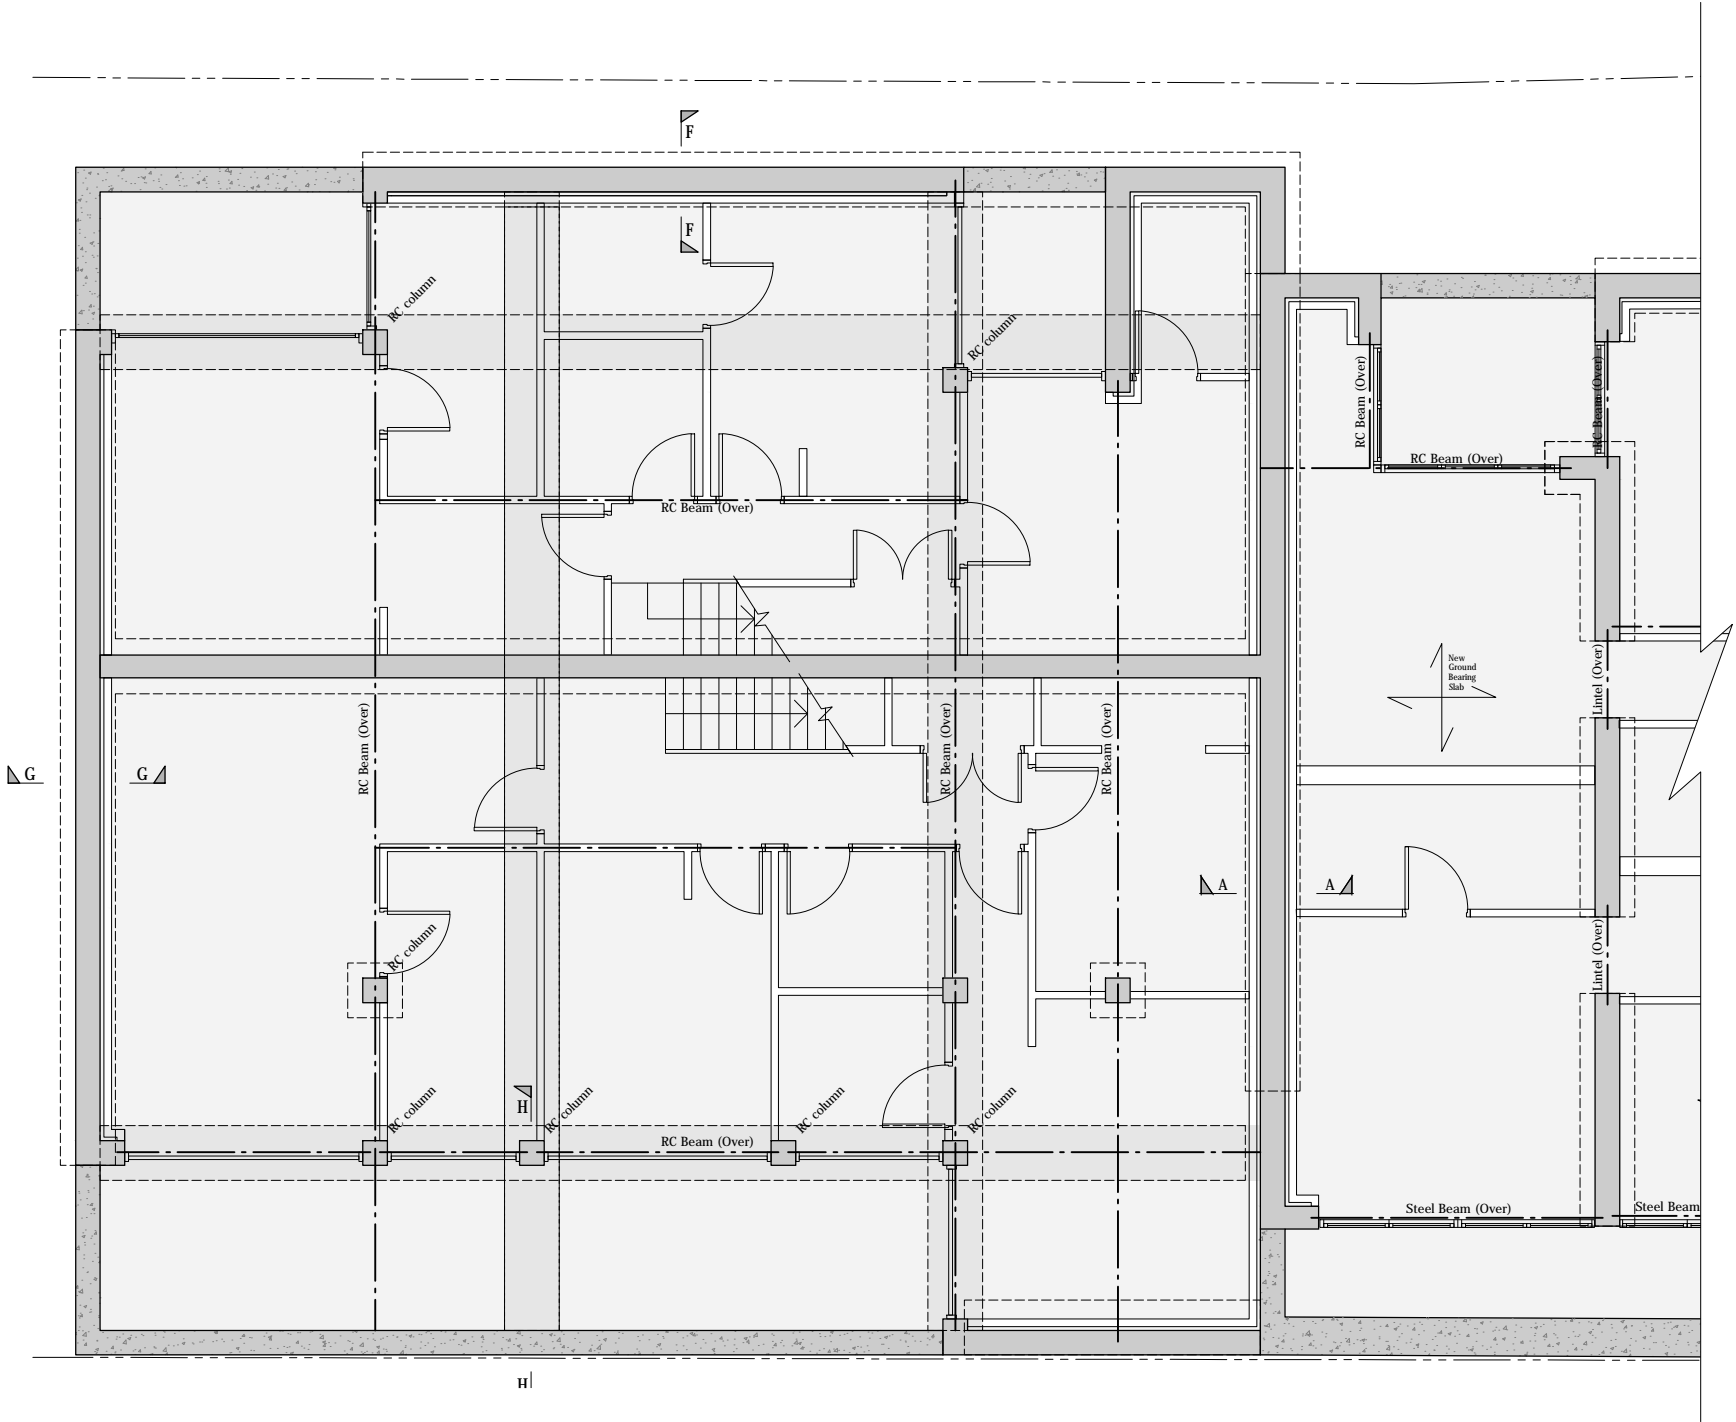 F
F
RC column
RC column
RC Beam (Over)
RC Beam (Over)
RC Beam (Over)
RC Beam (Over)
New
Ground
Bearing
Slab
Lintel (Over)
RC Beam (Over)
RC Beam (Over)
RC Beam (Over)
G
G
A
A
RC column
Lintel (Over)
H
RC column
RC column
RC column
RC column
RC Beam (Over)
Steel Beam (Over)
Steel Beam
H